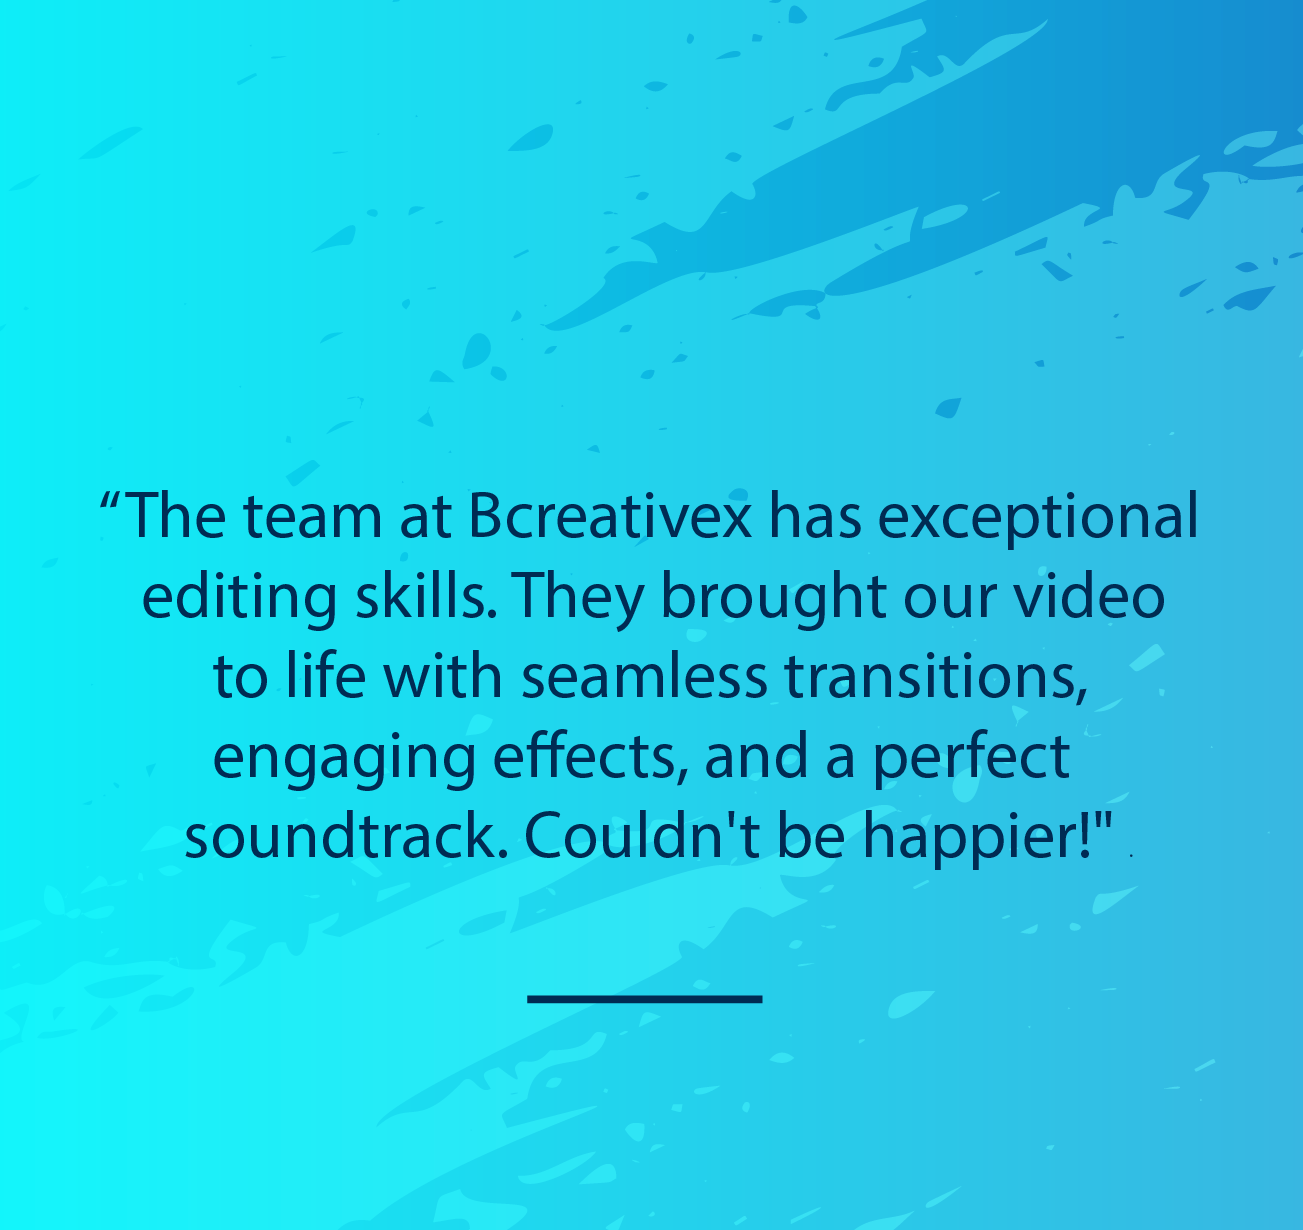 “The team at Bcreativex has exceptional
editing skills. They brought our video
to life with seamless transitions,
engaging effects, and a perfect
soundtrack. Couldn't be happier!" .